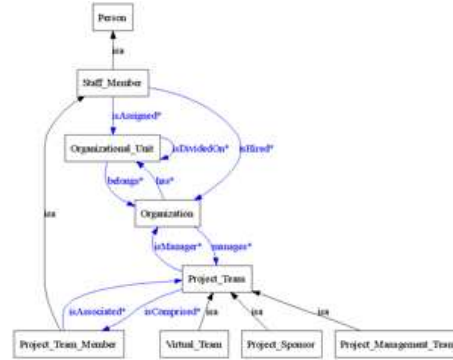 Person
isa
Staff_Member
isAssigned*
Organizational_Unit
isDividedOn*
isHired*
belongs*
has*
isa
Organization
isManager*
manages*
Project_Team
isAssociated*
isComprised*
isa
isa
isa
Project_Team_Member
Virtual_Team
Project_Sponsor
Project_Management_Team